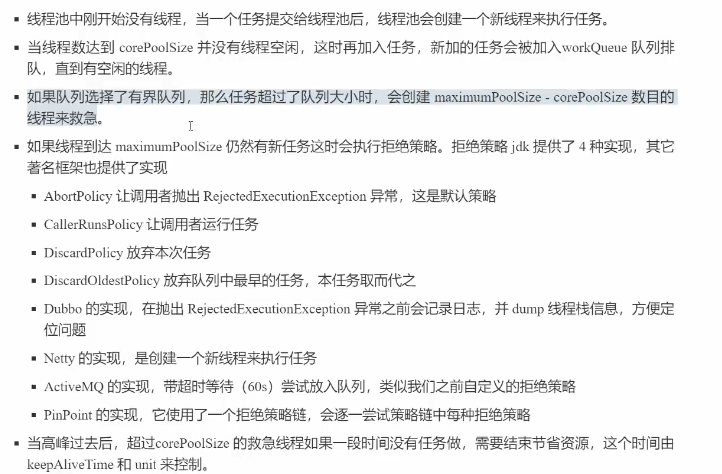 线程池中刚开始没有线程，当一个任务提交给线程池后，线程池会创建一个新线程来执行任务。
当线程数达到 corePoolSize 并没有线程空闲，这时再加入任务，新加的任务会被加入workQueue 队列排
队，直到有空闲的线程。
如果队列选择了有界队列，那么任务超过了队列大小时，会创建 maximumPoolSize - corePoolSize 数目的
线程来救急。
如果线程到达 maximumPoolSize 仍然有新任务这时会执行拒绝策略。拒绝策略 jdk 提供了 4 种实现，其它
著名框架也提供了实现
AbortPolicy 让调用者抛出 RejectedExecutionException 异常，这是默认策略
CallerRunsPolicy 让调用者运行任务
DiscardPolicy 放弃本次任务
DiscardOldestPolicy 放弃队列中最早的任务，本任务取而代之
Dubbo 的实现，在抛出 RejectedExecutionException 异常之前会记录日志，并 dump 线程栈信息，方便定
位问题
Netty 的实现，是创建一个新线程来执行任务
ActiveMQ 的实现，带超时等待（60s）尝试放入队列，类似我们之前自定义的拒绝策略
PinPoint 的实现，它使用了一个拒绝策略链，会逐一尝试策略链中每种拒绝策略
当高峰过去后，超过corePoolSize 的救急线程如果一段时间没有任务做，需要结束节省资源，这个时间由
keepAliveTime 和 unit 来控制。